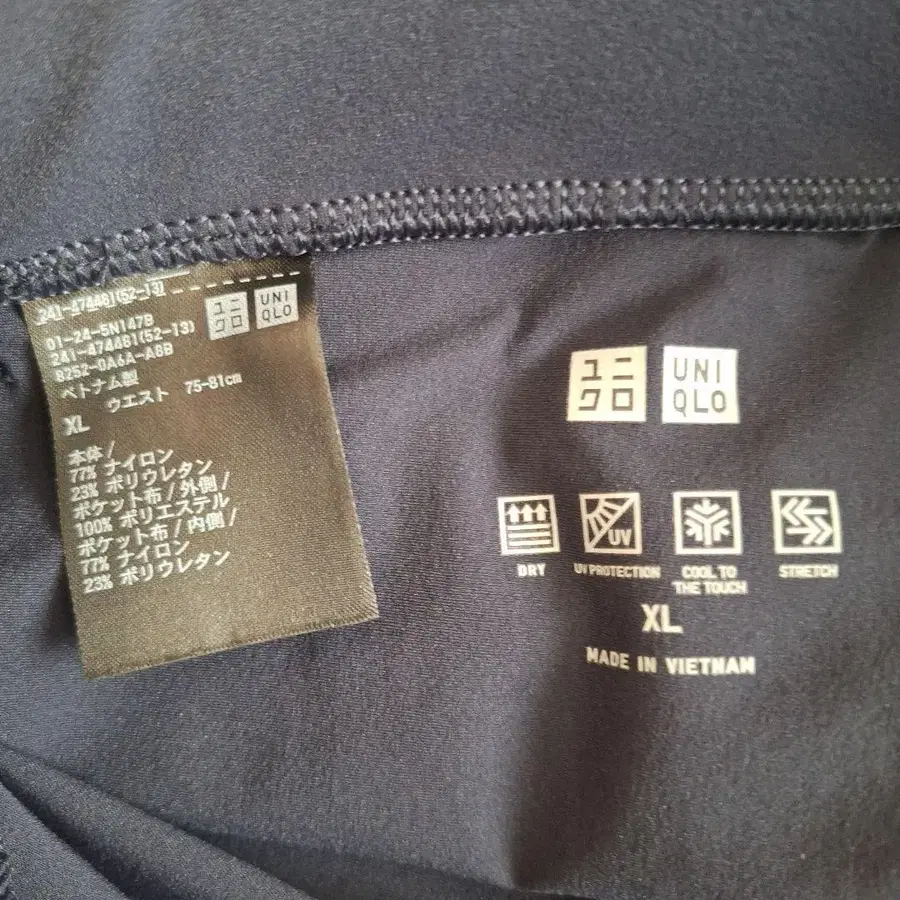 241-474461(52-13)
ユニクロ
UNIQLO
01-24-5N147B
241-474461(52-13)
8252-0A6A-A8B
ベトナム製
ウエスト 75-81cm
XL
本体/
77% ナイロン
23% ポリウレタン
ポケット布/外側/
100% ポリエステル
ポケット布/内側/
77% ナイロン
23% ポリウレタン
ユニクロ
UNIQLO
DRY
UV
UV PROTECTION
COOL TO
THE TOUCH
STRETCH
XL
MADE IN VIETNAM